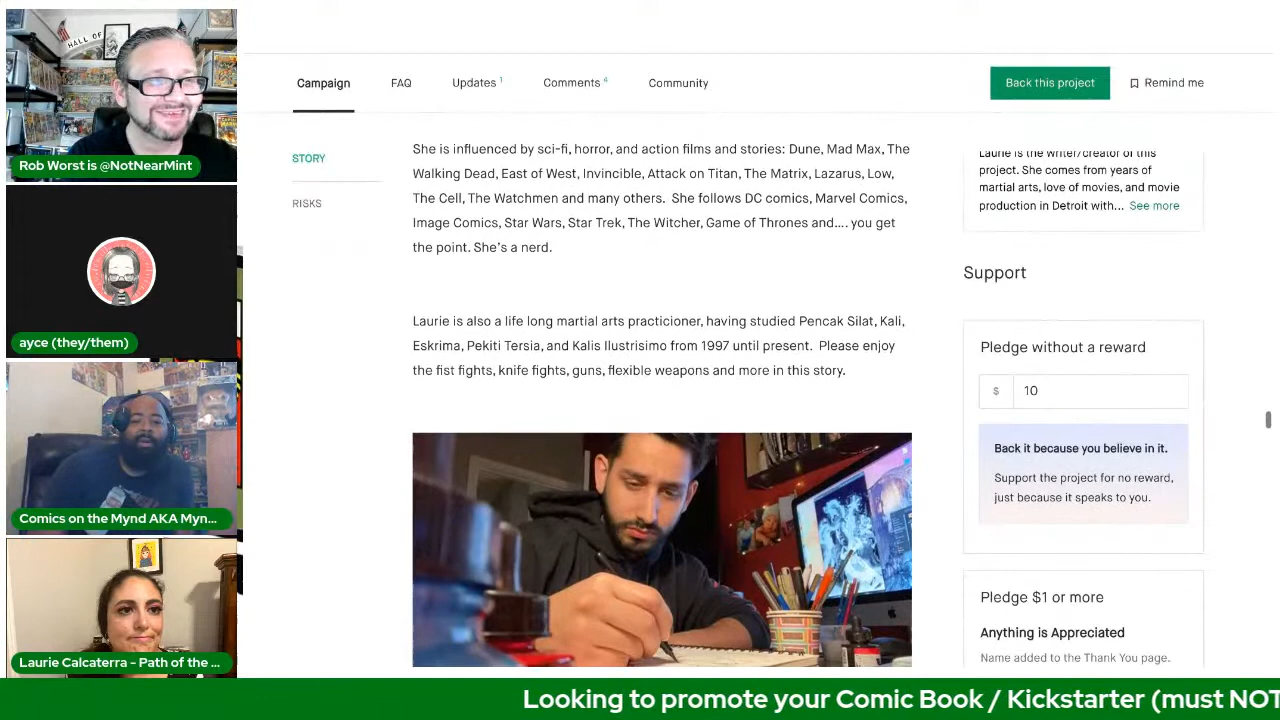 HALL OF
Rob Worst is @NotNearMint
ayce (they/them)
Comics on the Mynd AKA Myn...
Laurie Calcaterra - Path of the ...
Campaign
FAQ
Updates 1
Comments 4
Community
Back this project
Remind me
STORY
RISKS
She is influenced by sci-fi, horror, and action films and stories: Dune, Mad Max, The
Walking Dead, East of West, Invincible, Attack on Titan, The Matrix, Lazarus, Low,
The Cell, The Watchmen and many others. She follows DC comics, Marvel Comics,
Image Comics, Star Wars, Star Trek, The Witcher, Game of Thrones and.... you get
the point. She's a nerd.
Laurie is also a life long martial arts practicioner, having studied Pencak Silat, Kali,
Eskrima, Pekiti Tersia, and Kalis Ilustrisimo from 1997 until present. Please enjoy
the fist fights, knife fights, guns, flexible weapons and more in this story.
Laurie is the writer/creator of this
project. She comes from years of
martial arts, love of movies, and movie
production in Detroit with... See more
Support
Pledge without a reward
$ 10
Back it because you believe in it.
Support the project for no reward,
just because it speaks to you.
Pledge $1 or more
Anything is Appreciated
Name added to the Thank You page.
Looking to promote your Comic Book / Kickstarter (must NOT